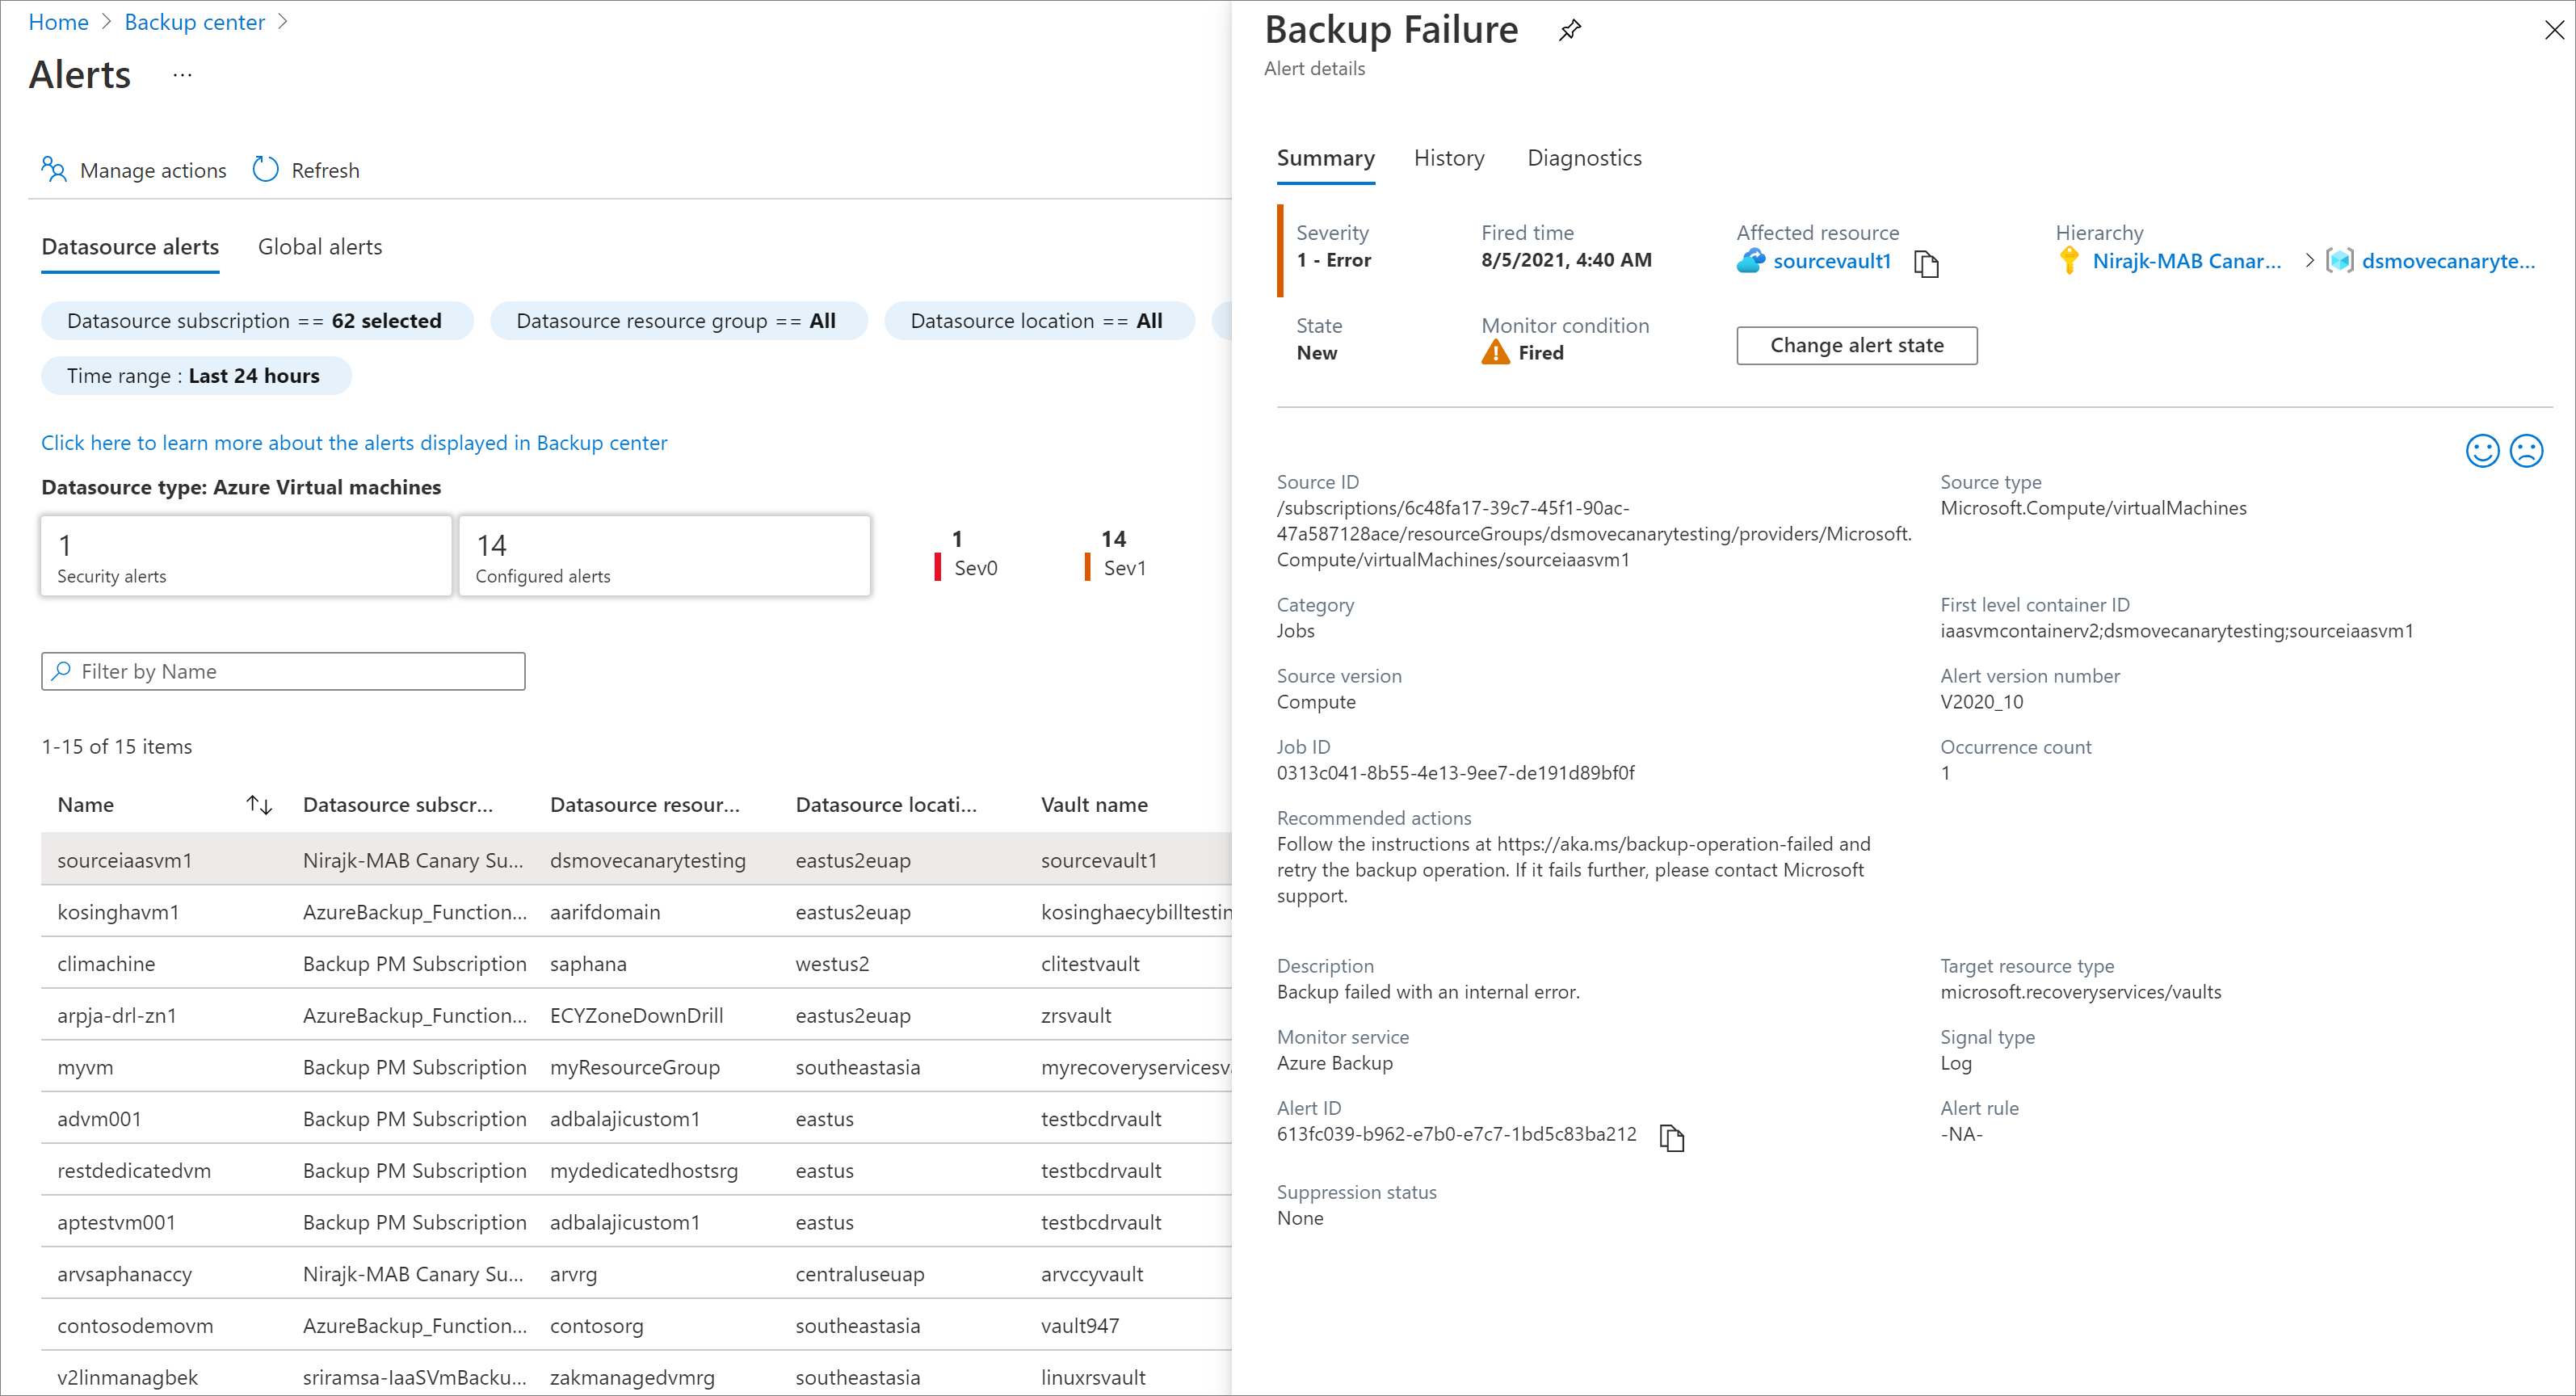 Home > Backup center >
Alerts ...
Manage actions Refresh
Datasource alerts Global alerts
Datasource subscription == 62 selected Datasource resource group == All Datasource location == All
Time range : Last 24 hours
Click here to learn more about the alerts displayed in Backup center
Datasource type: Azure Virtual machines
1
Security alerts
14
Configured alerts
1
Sev0
14
Sev1
Filter by Name
1-15 of 15 items
Name Datasource subscr... Datasource resour... Datasource locati... Vault name
sourceiaasvm1 Nirajk-MAB Canary Su... dsmovecanarytesting eastus2euap sourcevault1
kosinghavm1 AzureBackup_Function... aarifdomain eastus2euap kosinghaecybilltestin
climachine Backup PM Subscription saphana westus2 clitestvault
arpja-drl-zn1 AzureBackup_Function... ECYZoneDownDrill eastus2euap zrsvault
myvm Backup PM Subscription myResourceGroup southeastasia myrecoveryservicesva
advm001 Backup PM Subscription adbalajicustom1 eastus testbcdrvault
restdedicatedvm Backup PM Subscription mydedicatedhostsrg eastus testbcdrvault
aptestvm001 Backup PM Subscription adbalajicustom1 eastus testbcdrvault
arvsaphanaccy Nirajk-MAB Canary Su... arvrg centraluseuap arvccyvault
contosodemovm AzureBackup_Function... contosorg southeastasia vault947
v2linmanagbek sriramsa-IaaSVmBacku... zakmanagedvmrg southeastasia linuxrsvault
Backup Failure
Alert details
Summary History Diagnostics
Severity
1 - Error
Fired time
8/5/2021, 4:40 AM
Affected resource
sourcevault1
Hierarchy
Nirajk-MAB Canar... > dsmovecanaryte...
State
New
Monitor condition
Fired
Change alert state
Source ID
/subscriptions/6c48fa17-39c7-45f1-90ac-
47a587128ace/resourceGroups/dsmovecanarytesting/providers/Microsoft.
Compute/virtualMachines/sourceiaasvm1
Source type
Microsoft.Compute/virtualMachines
Category
Jobs
First level container ID
iaasvmcontainerv2;dsmovecanarytesting;sourceiaasvm1
Source version
Compute
Alert version number
V2020_10
Job ID
0313c041-8b55-4e13-9ee7-de191d89bf0f
Occurrence count
1
Recommended actions
Follow the instructions at https://aka.ms/backup-operation-failed and
retry the backup operation. If it fails further, please contact Microsoft
support.
Description
Backup failed with an internal error.
Target resource type
microsoft.recoveryservices/vaults
Monitor service
Azure Backup
Signal type
Log
Alert ID
613fc039-b962-e7b0-e7c7-1bd5c83ba212
Alert rule
-NA-
Suppression status
None